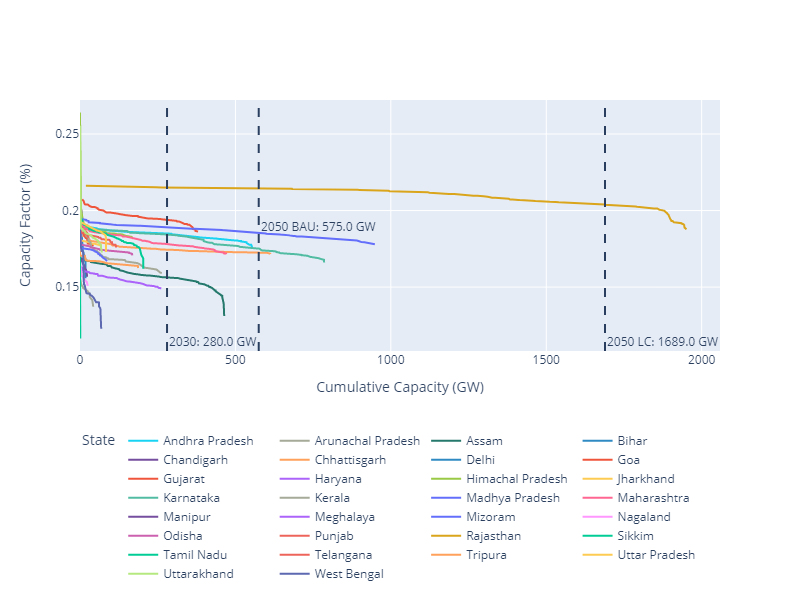 0.25
0.2
0.15
Capacity Factor (%)
2050 BAU: 575.0 GW
2030: 280.0 GW
2050 LC: 1689.0 GW
0 500 1000 1500 2000
Cumulative Capacity (GW)
State
Andhra Pradesh Arunachal Pradesh Assam Bihar
Chandigarh Chhattisgarh Delhi Goa
Gujarat Haryana Himachal Pradesh Jharkhand
Karnataka Kerala Madhya Pradesh Maharashtra
Manipur Meghalaya Mizoram Nagaland
Odisha Punjab Rajasthan Sikkim
Tamil Nadu Telangana Tripura Uttar Pradesh
Uttarakhand West Bengal